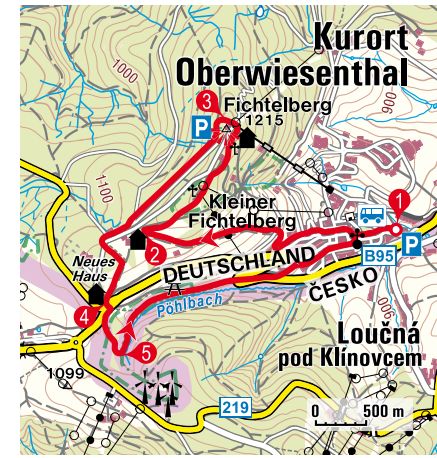 Kurort
Oberwiesenthal
1000
900
3
Fichtelberg
1215
P
1100
Kleiner
Fichtelberg
1
2
P
B95
Neues
Haus
DEUTSCHLAND
ČESKO
Pöhlbach
4
900
5
Loučná
pod Klínovcem
1099
219
0 500 m